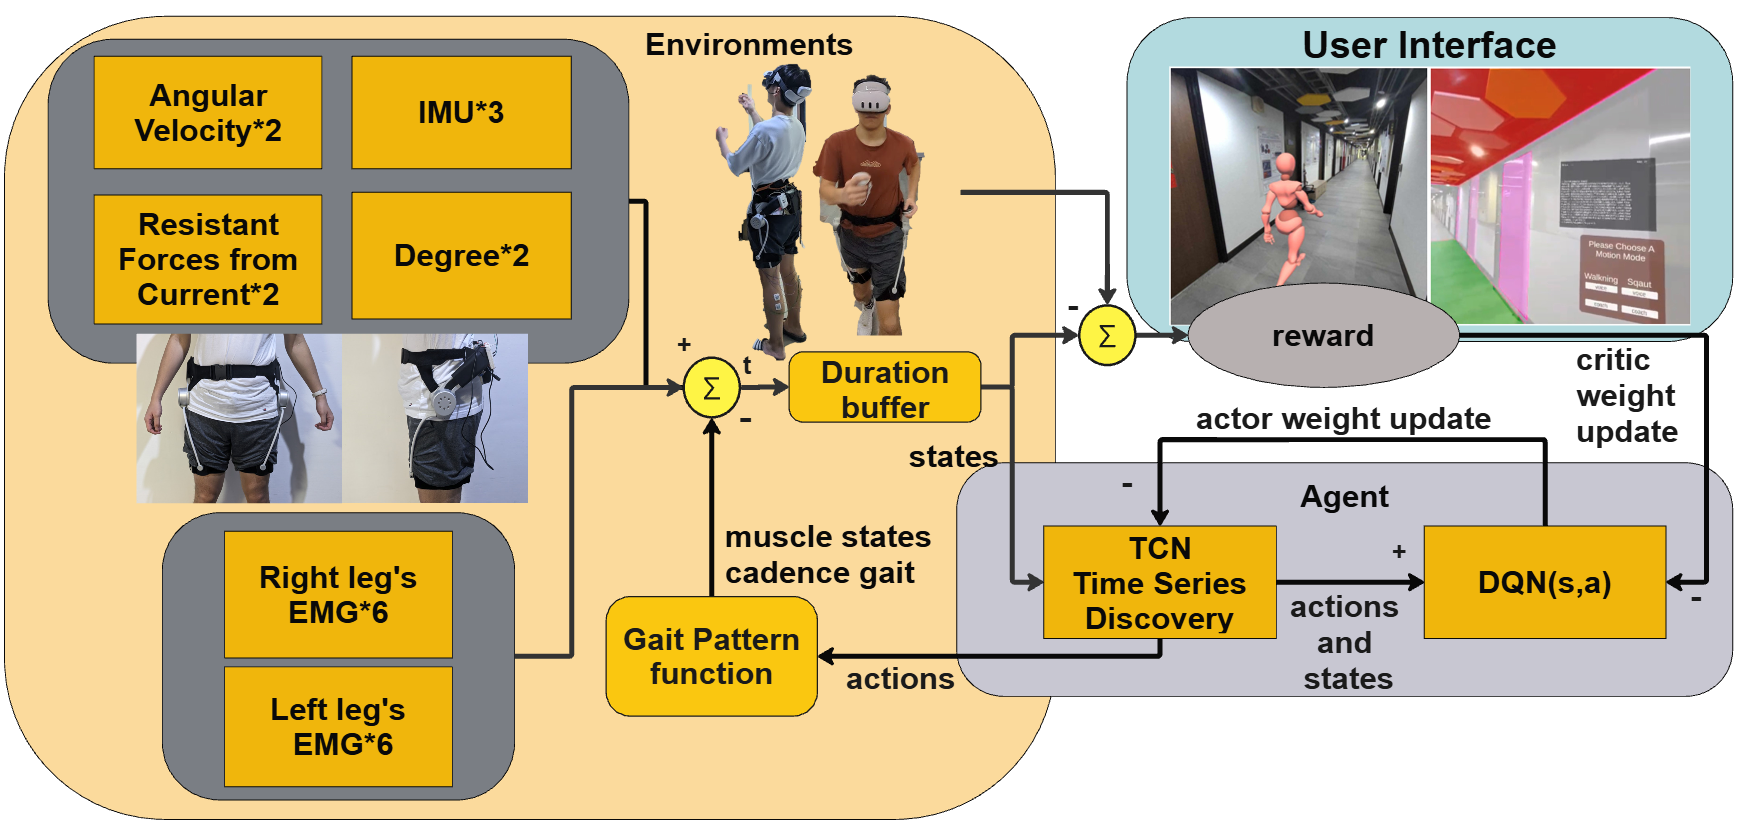 Environments
User Interface
Angular
Velocity*2
IMU*3
Resistant
Forces from
Current*2
Degree*2
Please Choose A
Motion Mode
Walkning
Sqaut
-
Σ
reward
+
Σ
t
-
Duration
buffer
critic
weight
update
actor weight update
states
-
Agent
muscle states
cadence gait
TCN
Time Series
Discovery
+
DQN(s,a)
-
Right leg's
EMG*6
actions
and
states
Gait Pattern
function
actions
Left leg's
EMG*6